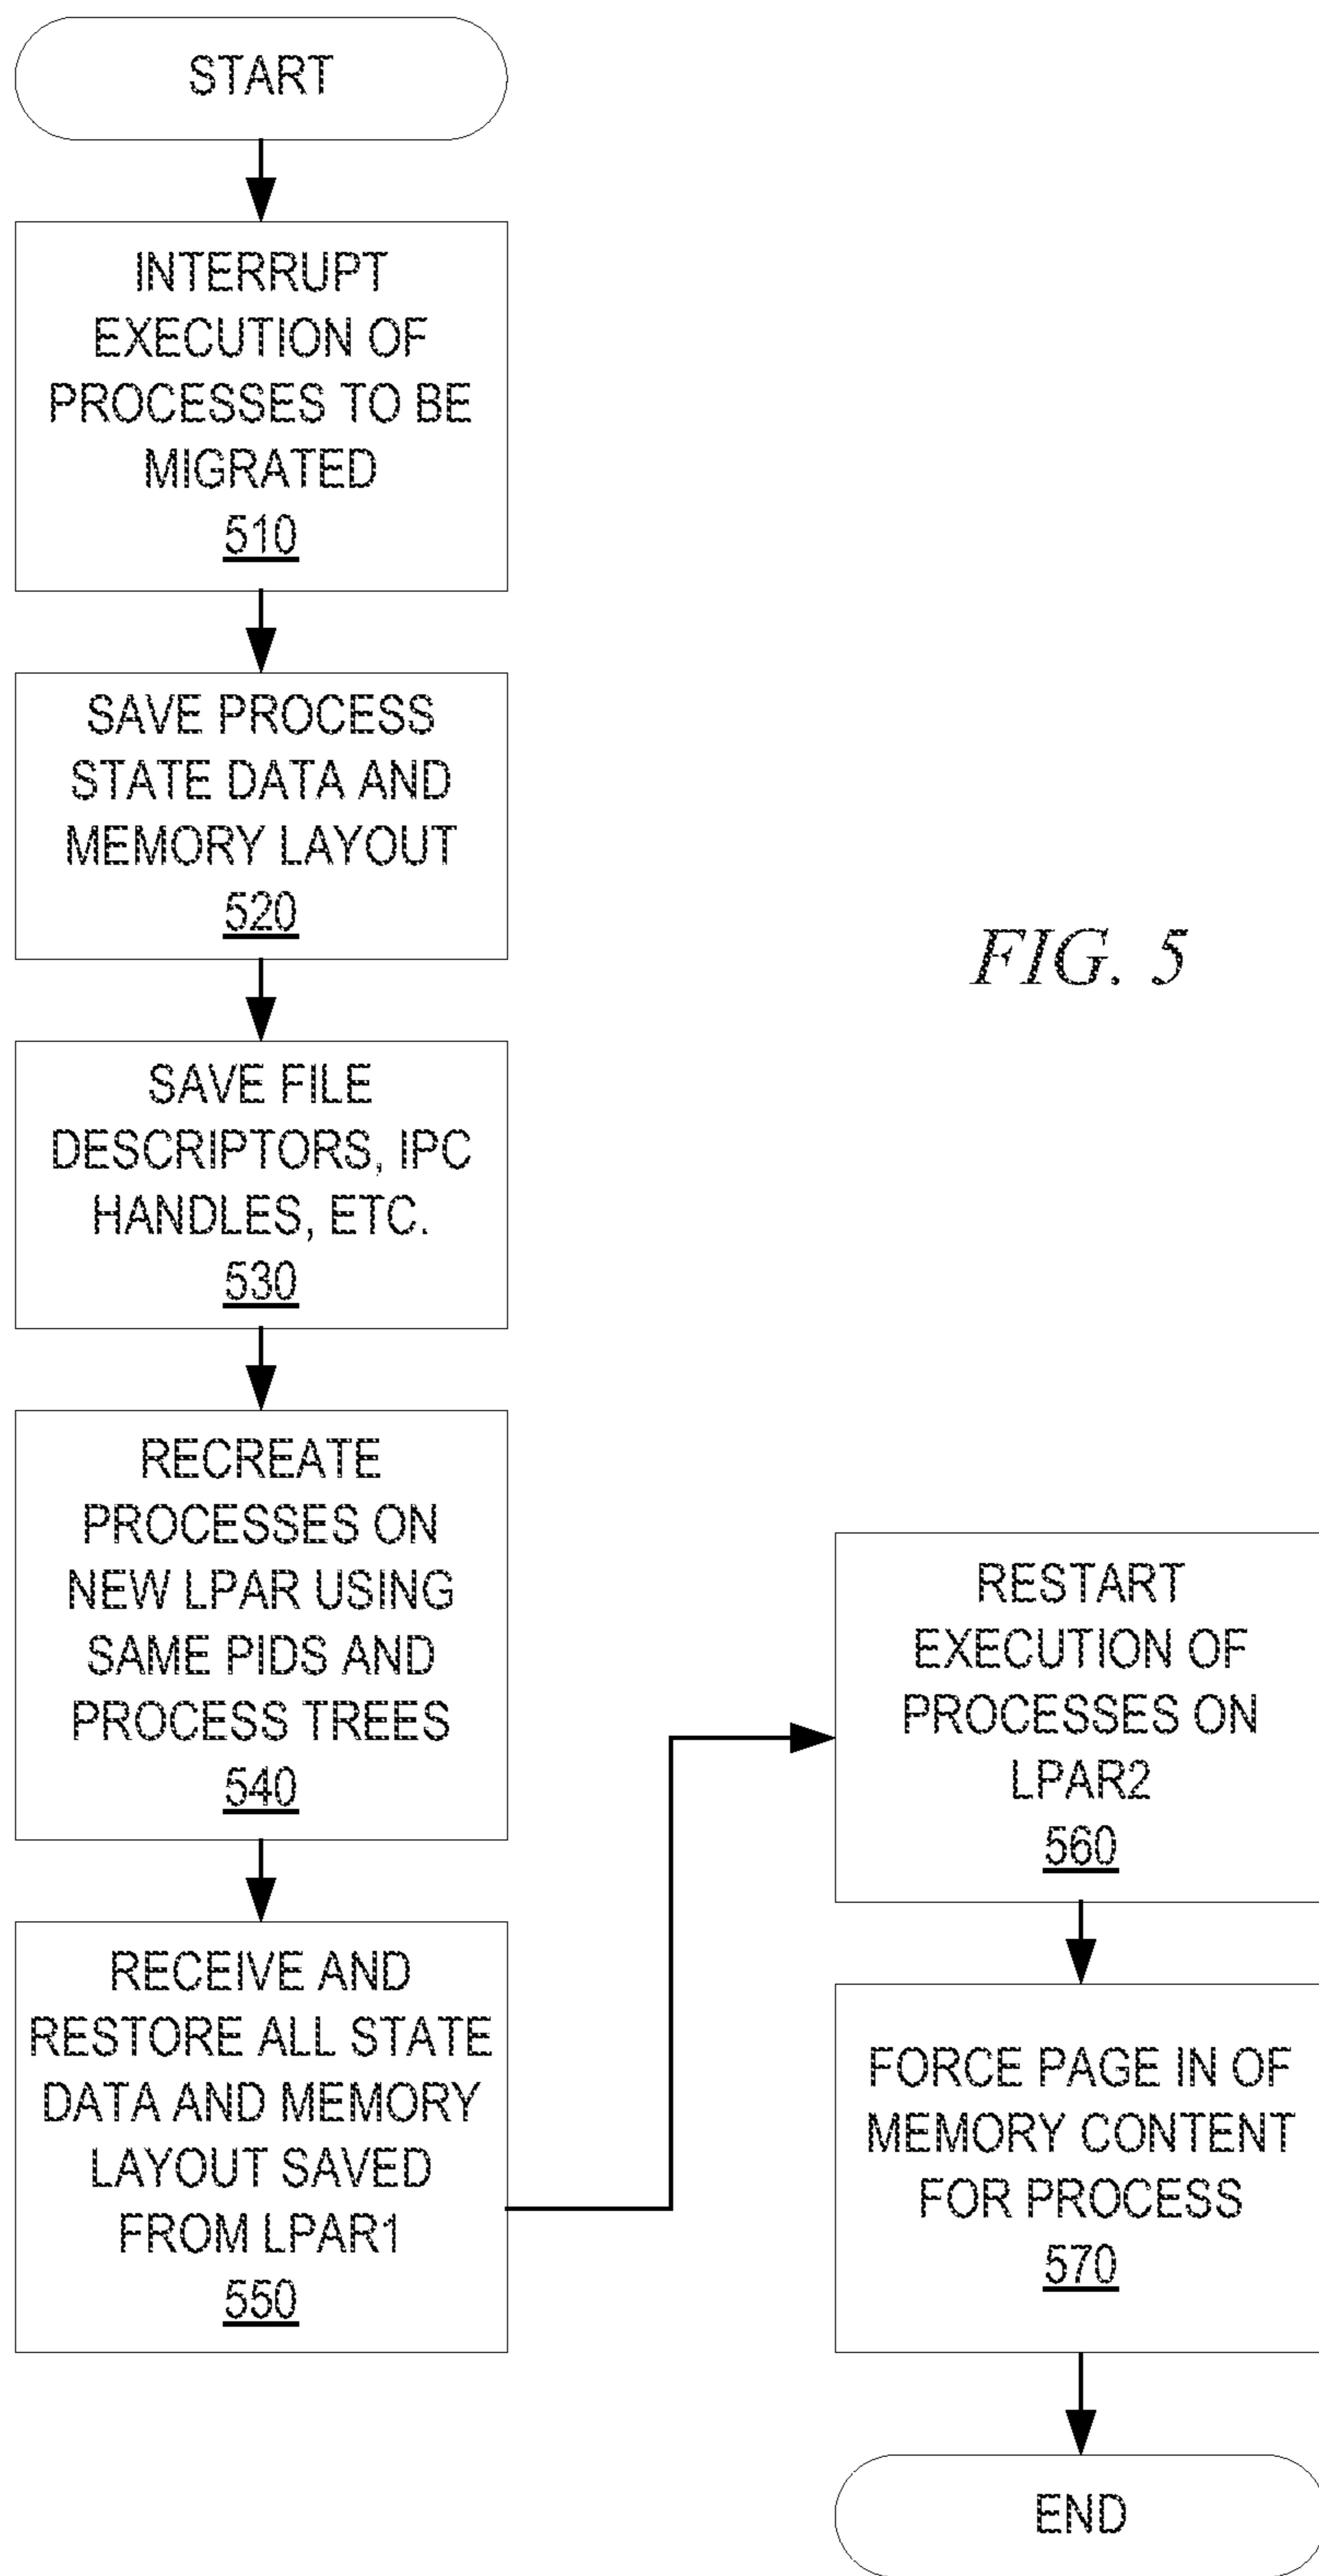 START
INTERRUPT
EXECUTION OF
PROCESSES TO BE
MIGRATED
510
SAVE PROCESS
STATE DATA AND
MEMORY LAYOUT
520
SAVE FILE
DESCRIPTORS, IPC
HANDLES, ETC.
530
RECREATE
PROCESSES ON
NEW LPAR USING
SAME PIDS AND
PROCESS TREES
540
RECEIVE AND
RESTORE ALL STATE
DATA AND MEMORY
LAYOUT SAVED
FROM LPAR1
550
RESTART
EXECUTION OF
PROCESSES ON
LPAR2
560
FORCE PAGE IN OF
MEMORY CONTENT
FOR PROCESS
570
END
FIG. 5